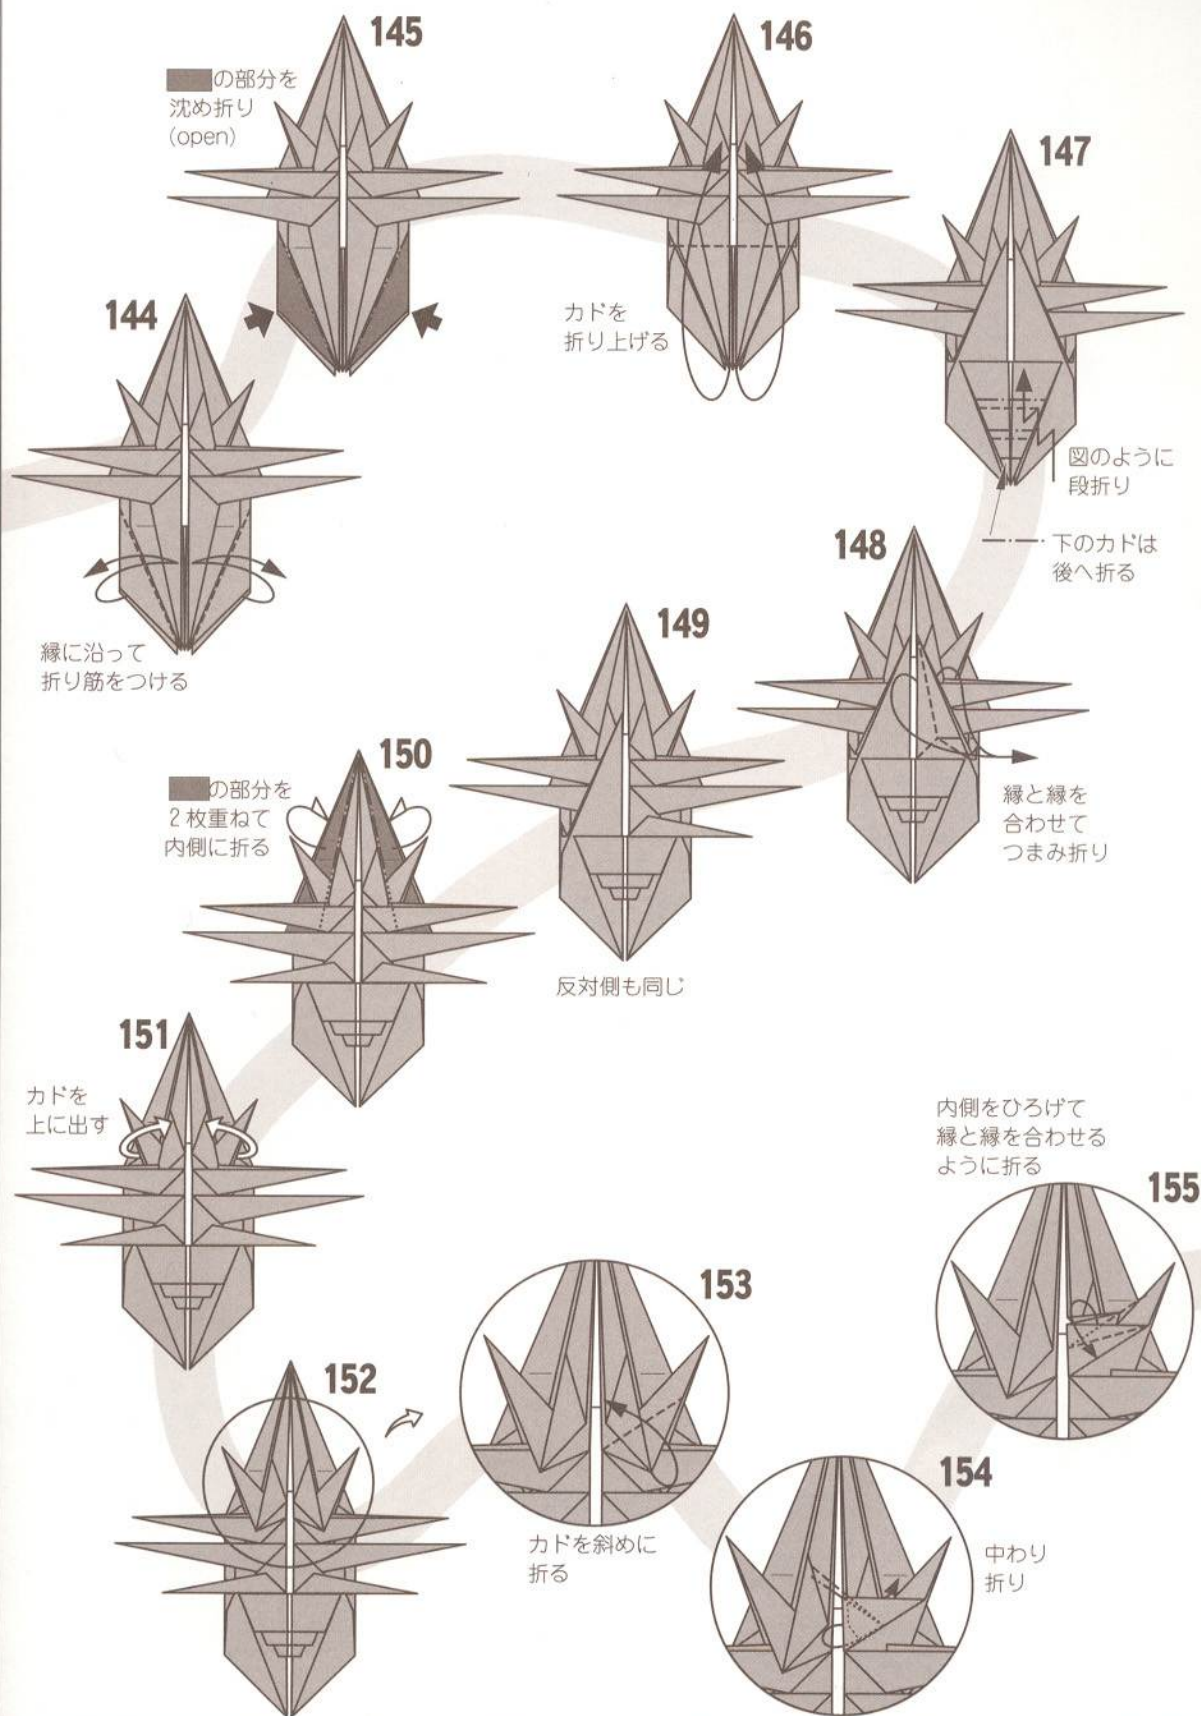 144
縁に沿って
折り筋をつける
145
の部分を
沈め折り
(open)
146
カドを
折り上げる
147
図のように
段折り
下のカドは
後へ折る
148
縁と縁を
合わせて
つまみ折り
149
反対側も同じ
150
の部分を
2枚重ねて
内側に折る
151
カドを
上に出す
152
153
カドを斜めに
折る
154
中わり
折り
155
内側をひろげて
縁と縁を合わせる
ように折る